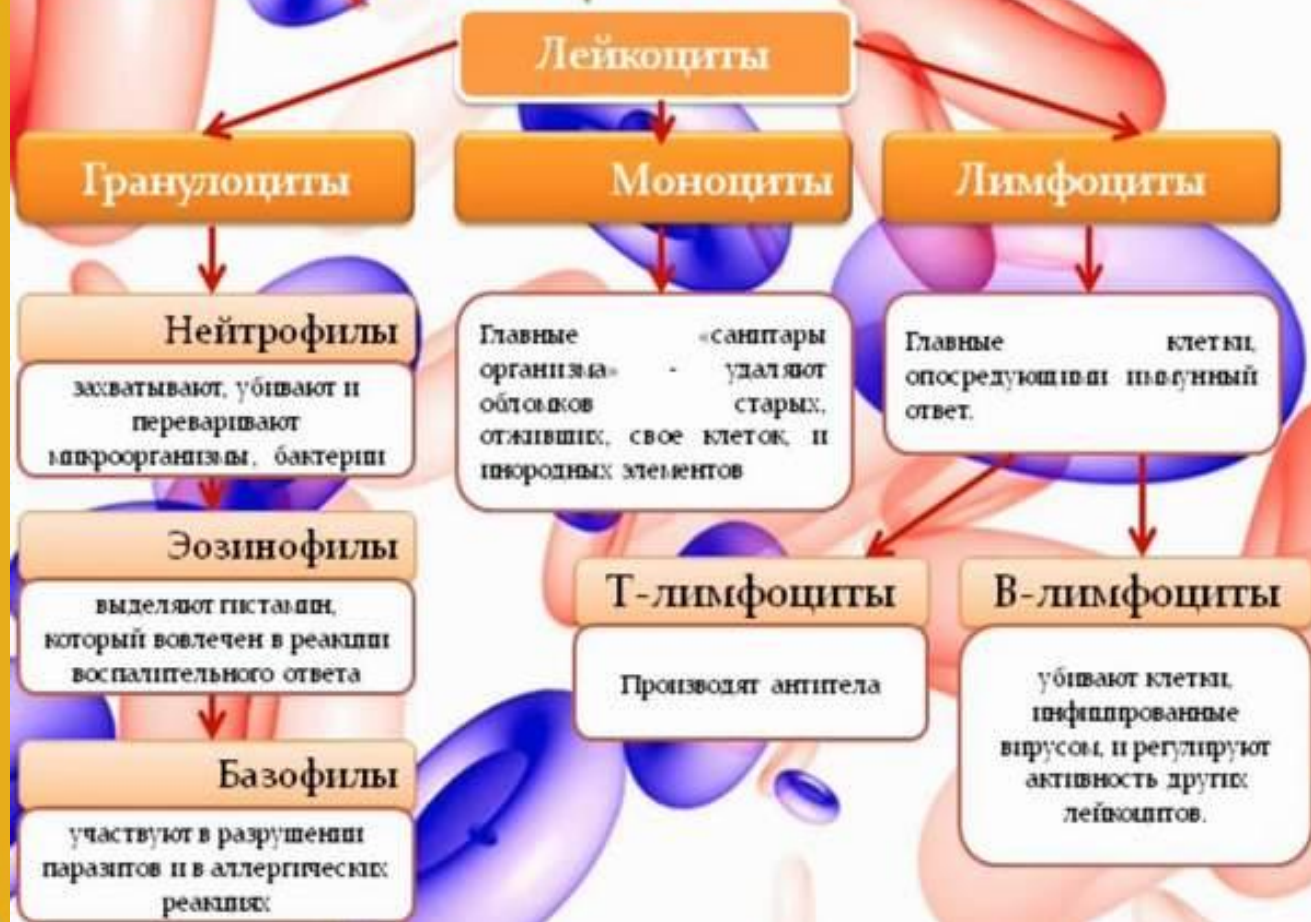 Лейкоциты
Гранулоциты
Моноциты
Лимфоциты
Нейтрофилы
захватывают, убивают и
переваривают
микроорганизмы, бактерии
Эозинофилы
выделяют гистамин,
который вовлечен в реакции
воспалительного ответа
Базофилы
участвуют в разрушении
паразитов и в аллергических
реакциях
Главные «санитары
организма» - удаляют
обломков старых,
отживших, свое клеток, и
инородных элементов
Главные клетки,
опосредующими иммунный
ответ.
Т-лимфоциты
Производят антитела
В-лимфоциты
убивают клетки,
инфицированные
вирусом, и регулируют
активность других
лейкоцитов.